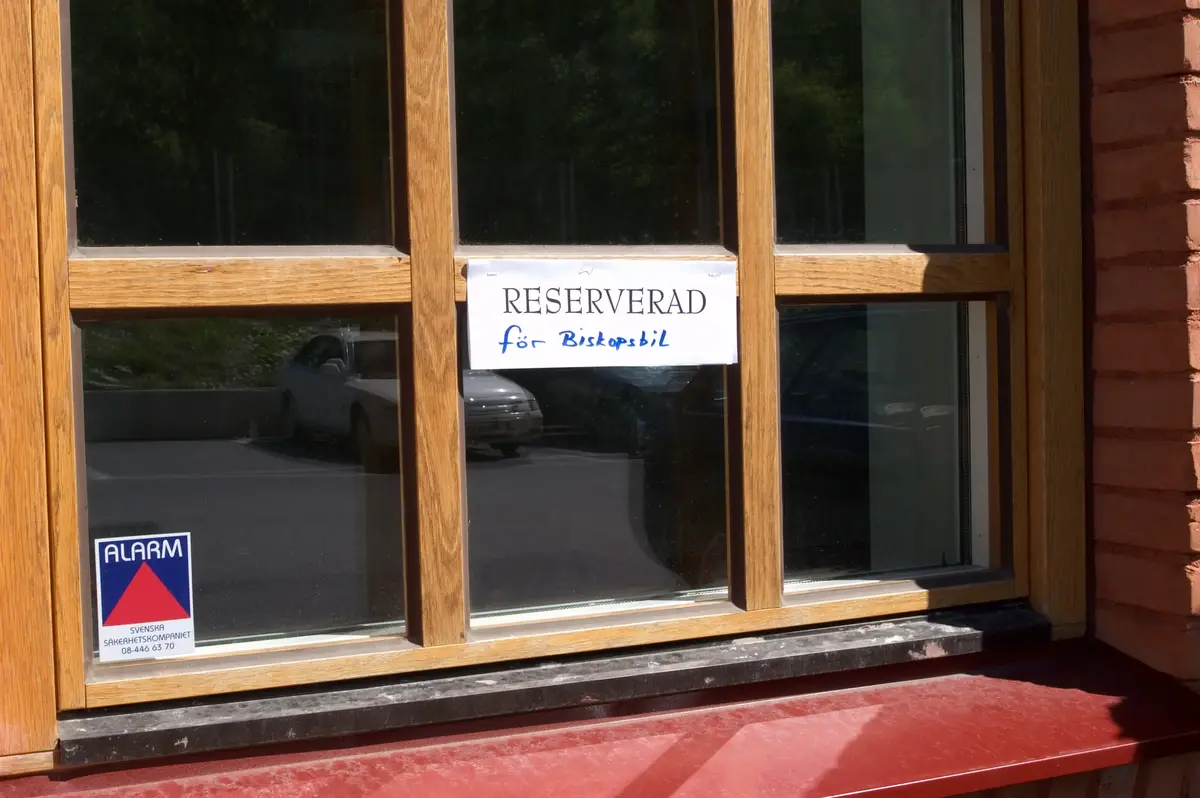 RESERVERAD
för Biskopsbil
ALARM
SVENSKA
SÄKERHETSKOMPANIET
08-446 63 70